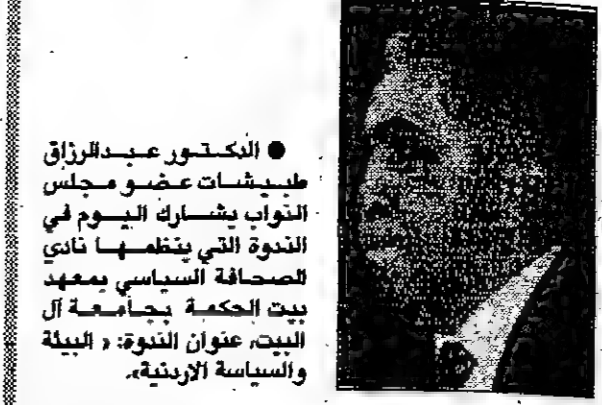 ● الدكتور عبدالرزاق
طبيشات عضو مجلس
النواب يشارك اليوم في
الندوة التي ينظمها نادي
الصحافة السياسي بمعهد
بيت الحكمة بجامعة آل
البيت، عنوان الندوة: «البيئة
والسياسة الاردنية».